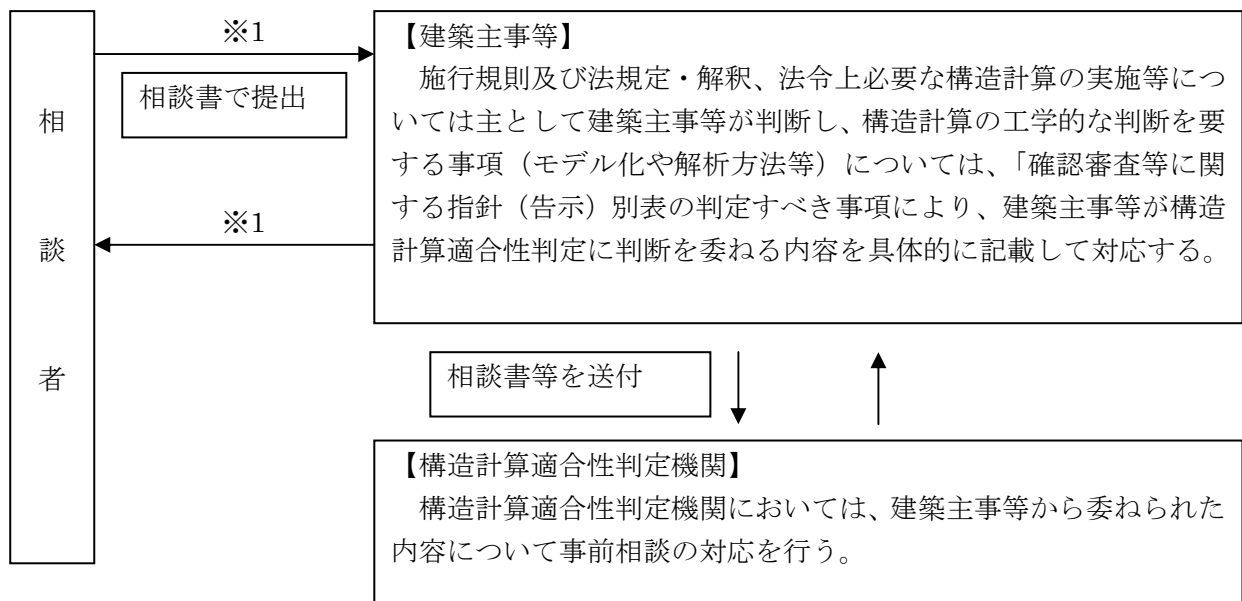 相談者
※1
相談書で提出
※1
【建築主事等】
　施行規則及び法規定・解釈、法令上必要な構造計算の実施等につ
いては主として建築主事等が判断し、構造計算の工学的な判断を要
する事項（モデル化や解析方法等）については、「確認審査等に関
する指針（告示）別表の判定すべき事項により、建築主事等が構造
計算適合性判定に判断を委ねる内容を具体的に記載して対応する。
相談書等を送付
【構造計算適合性判定機関】
　構造計算適合性判定機関においては、建築主事等から委ねられた
内容について事前相談の対応を行う。